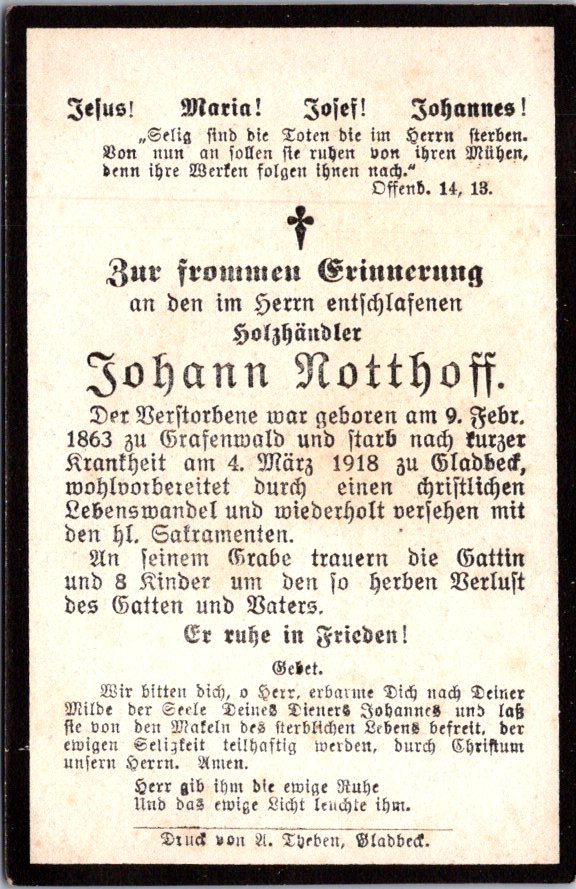 Jesus! Maria! Josef! Johannes!
„Selig sind die Toten die im Herrn sterben.
Von nun an sollen sie ruhen von ihren Mühen,
denn ihre Werken folgen ihnen nach.“
Offenb. 14, 13.
Zur frommen Erinnerung
an den im Herrn entschlafenen
Holzhändler
Johann Notthoff.
Der Verstorbene war geboren am 9. Febr.
1863 zu Grafenwald und starb nach kurzer
Krankheit am 4. März 1918 zu Gladbeck,
wohlvorbereitet durch einen christlichen
Lebenswandel und wiederholt versehen mit
den hl. Sakramenten.
An seinem Grabe trauern die Gattin
und 8 Kinder um den so herben Verlust
des Gatten und Vaters.
Er ruhe in Frieden!
Gebet.
Wir bitten dich, o Herr, erbarme Dich nach Deiner
Milde der Seele Deines Dieners Johannes und laß
sie von den Makeln des sterblichen Lebens befreit, der
ewigen Seligkeit teilhaftig werden, durch Christum
unsern Herrn. Amen.
Herr gib ihm die ewige Ruhe
Und das ewige Licht leuchte ihm.
Druck von A. Theben, Gladbeck.